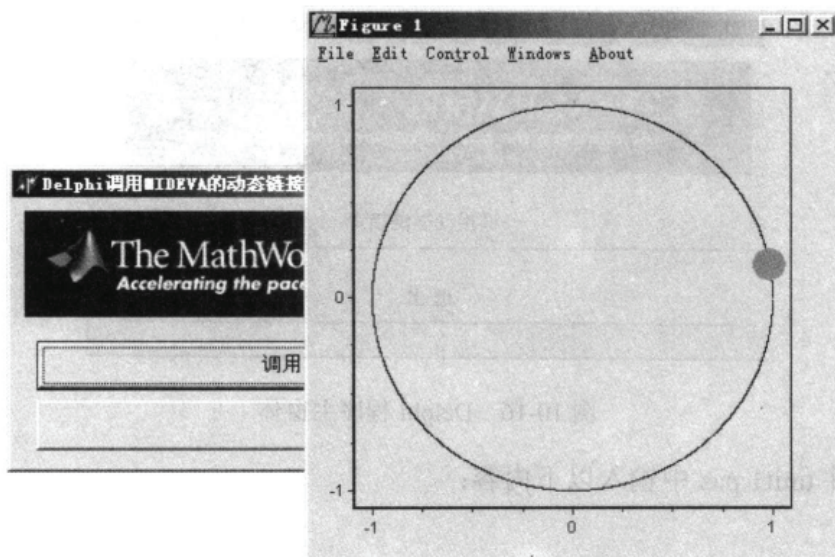 Figure 1
File Edit Control Windows About
1
0
-1
-1 0 1
Delphi调用MIDEVA的动态链接
The MathWo
Accelerating the pace
调用